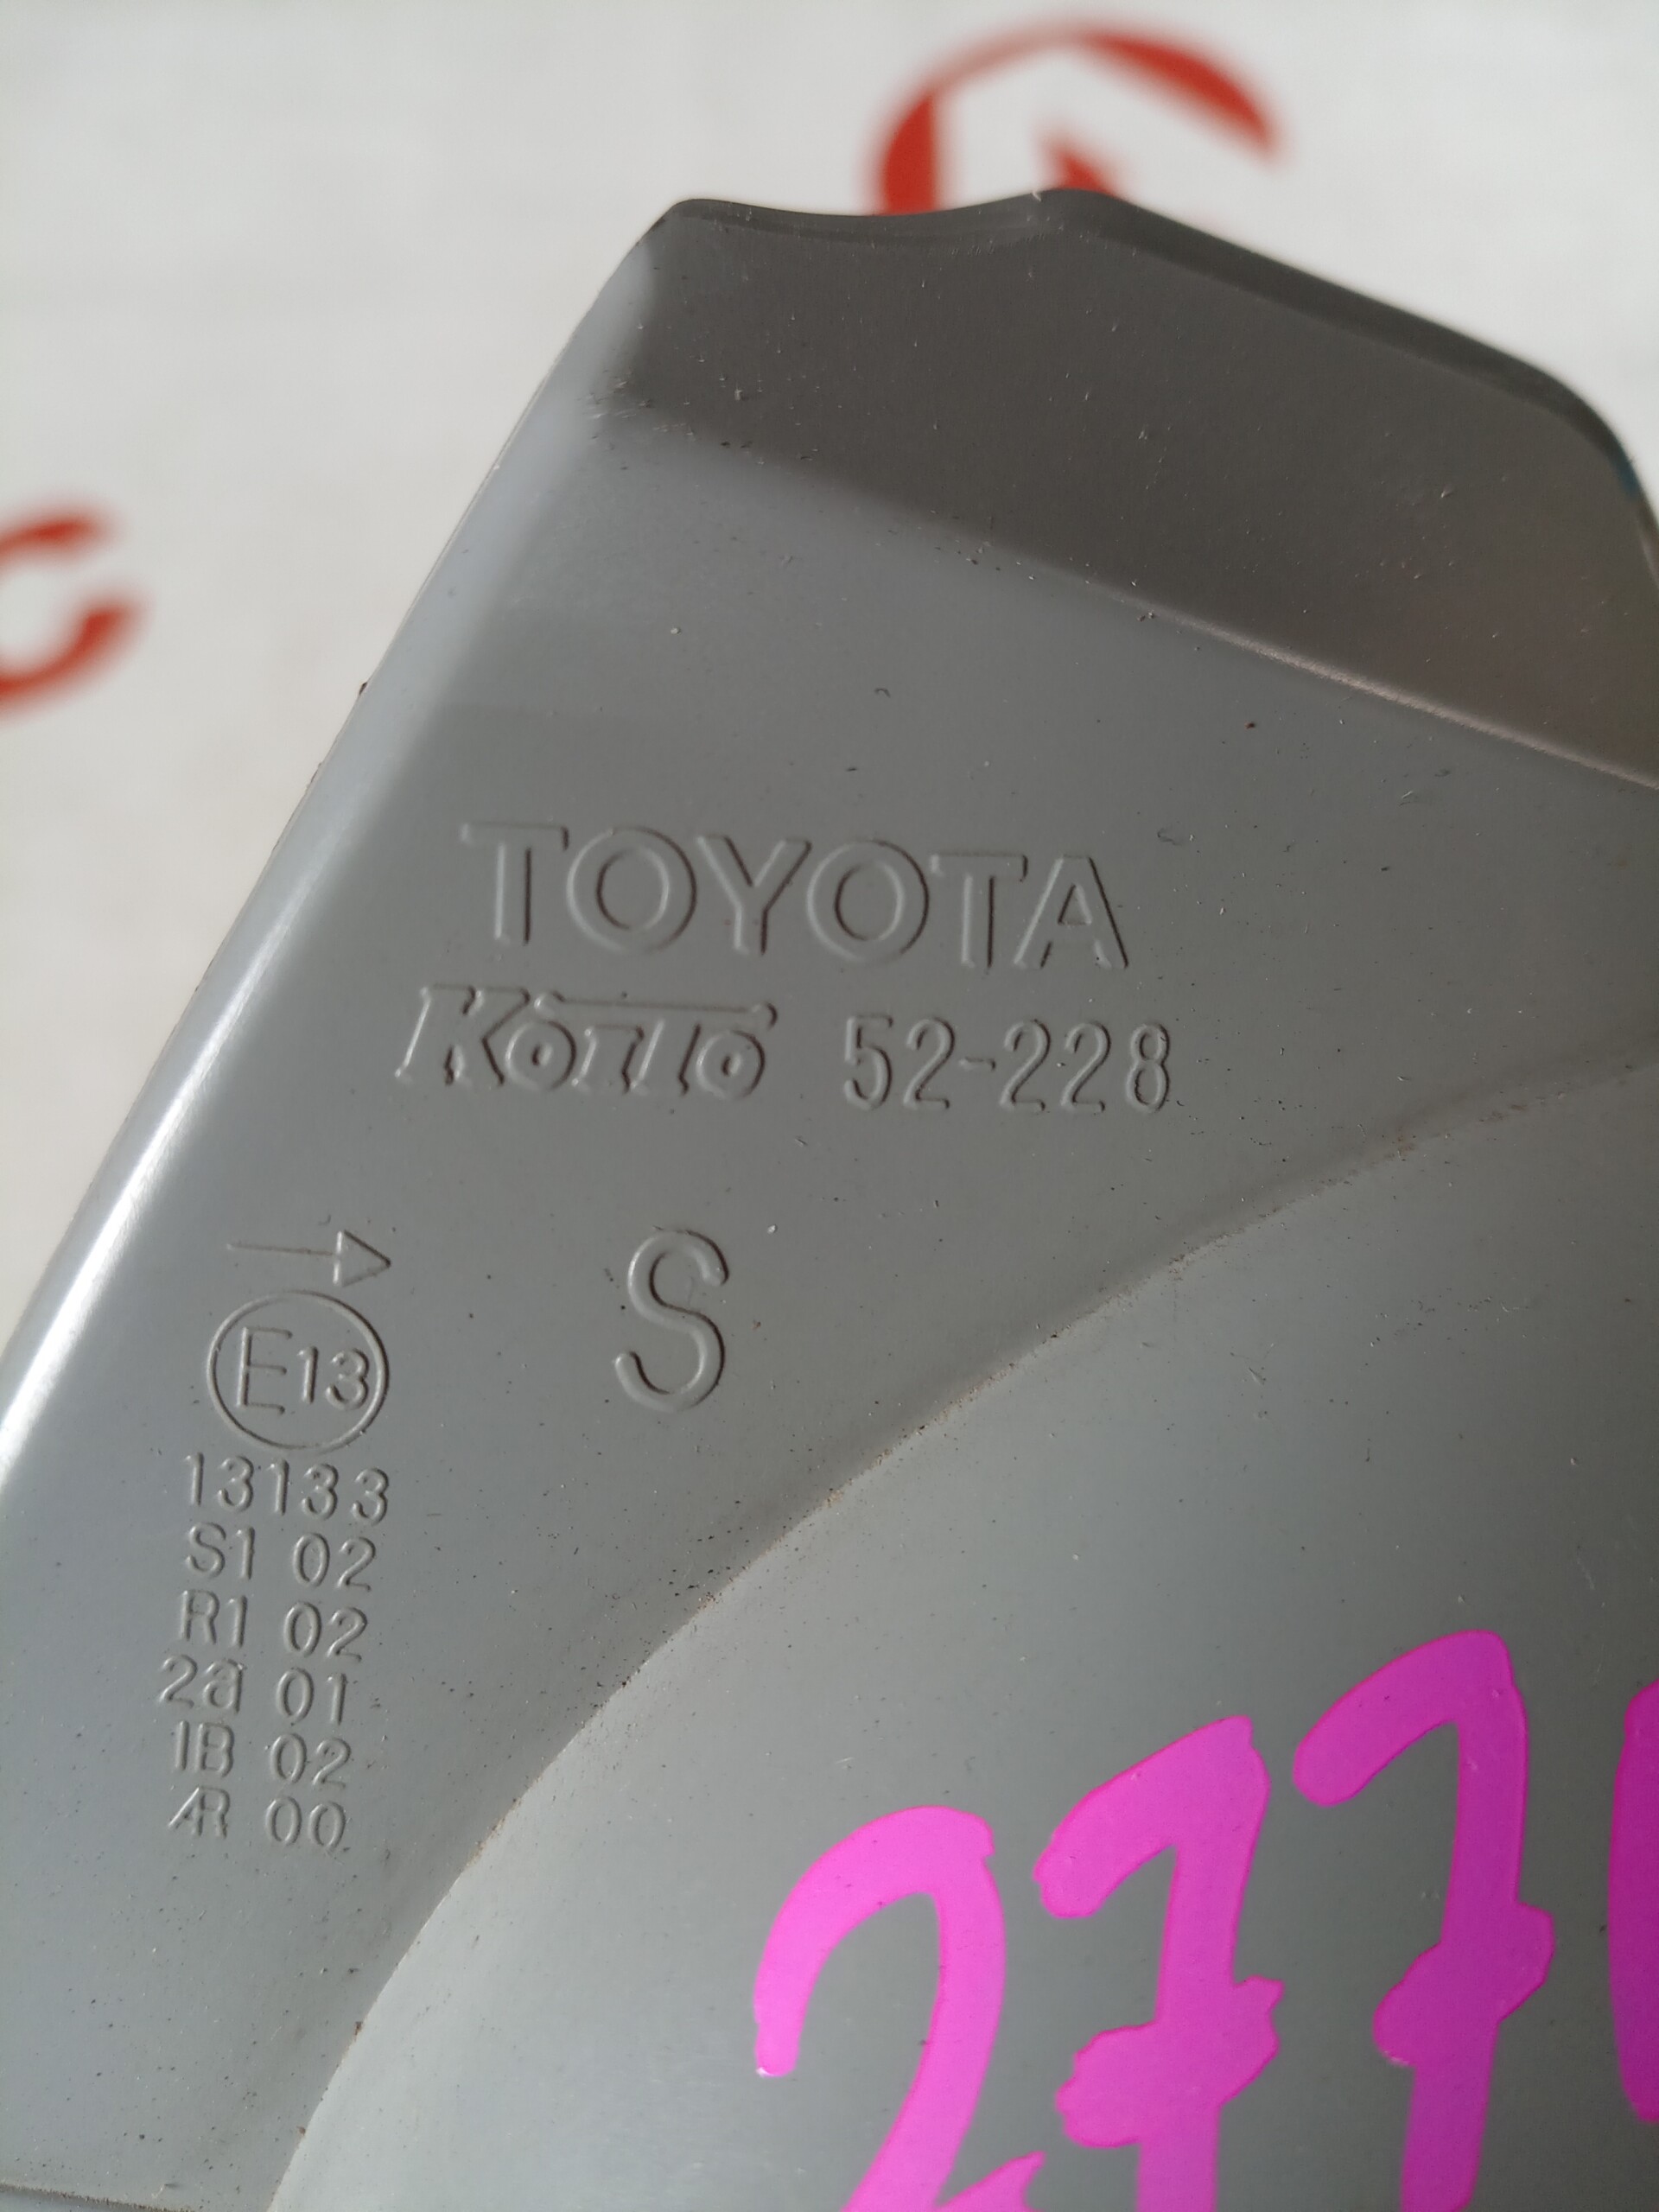 TOYOTA
KOITO 52-228
S
E13
13133
S1 02
R1 02
2a 01
1B 02
AR 00
277